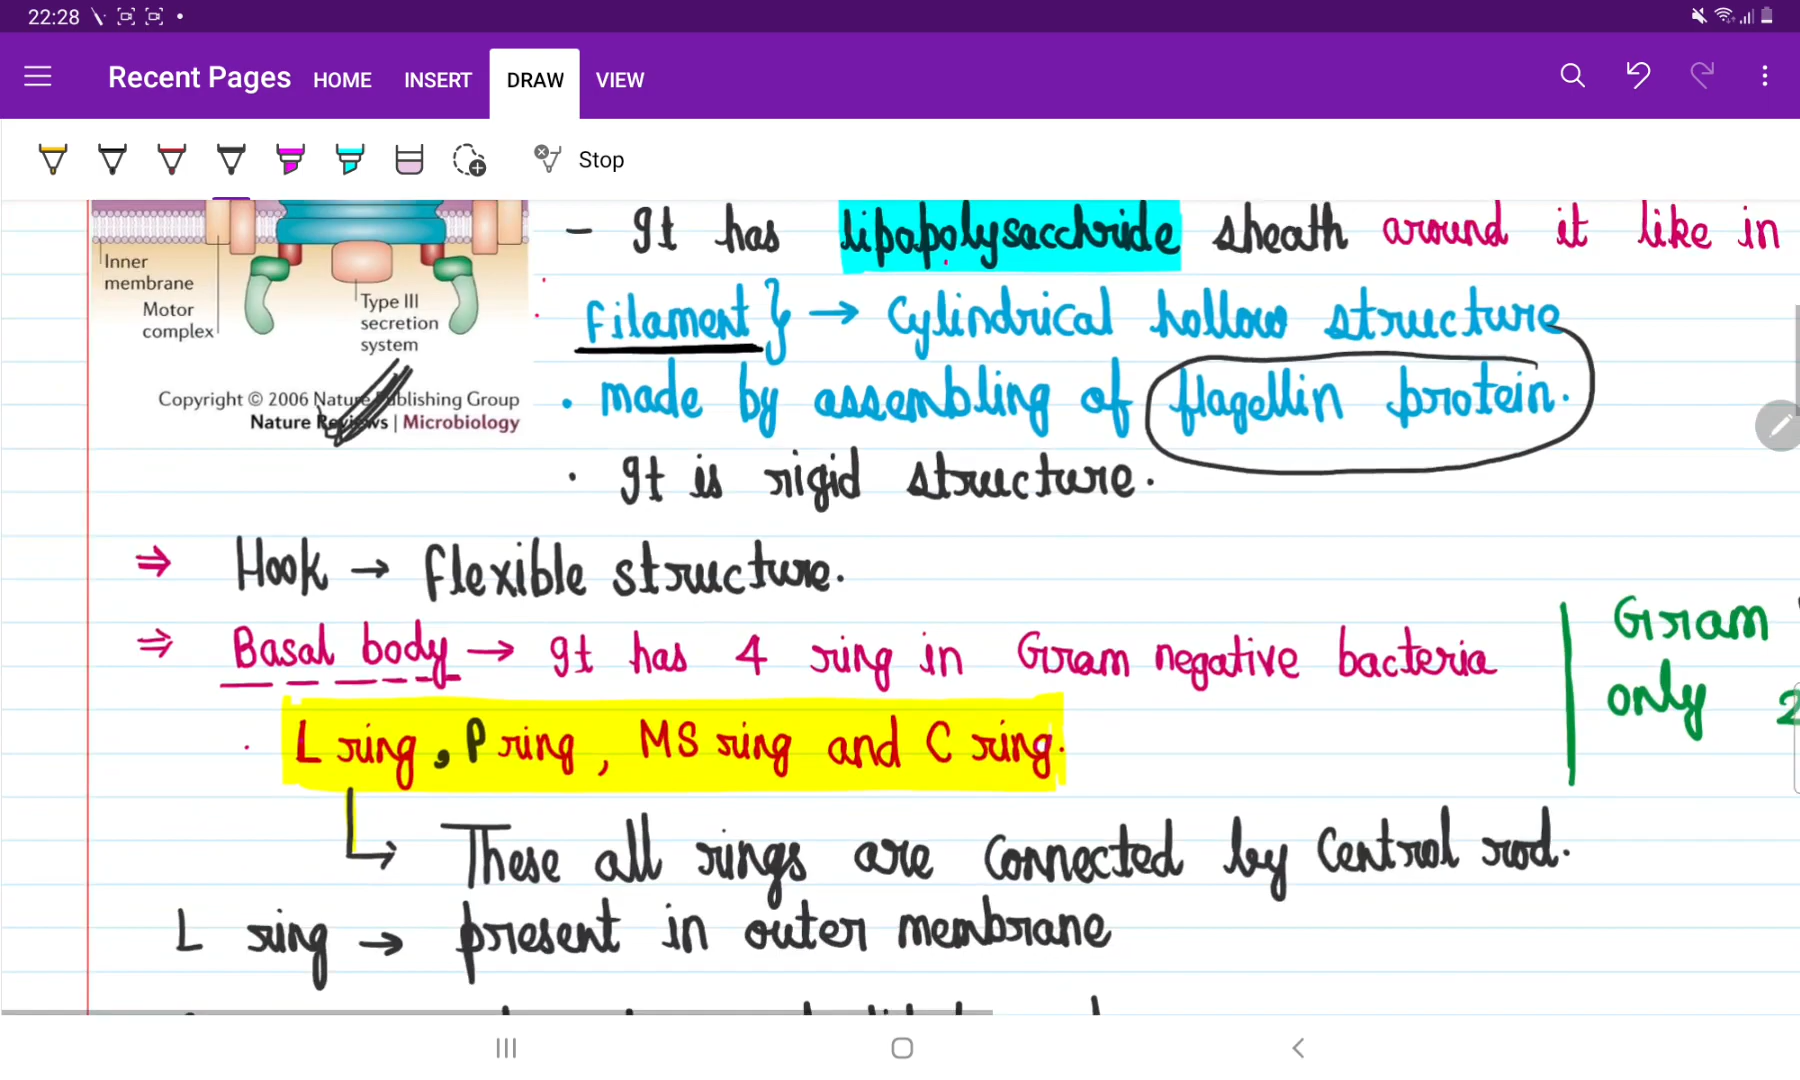 22:28
Recent Pages HOME INSERT DRAW VIEW
Stop
Inner
membrane
Motor
complex
Type III
secretion
system
Copyright © 2006 Nature Publishing Group
Nature Reviews | Microbiology
- It has lipopolysacchride sheath around it like in
Filament } → Cylindrical hollow structure
• made by assembling of flagellin protein.
• It is rigid structure.
⇒ Hook → flexible structure.
⇒ Basal body → It has 4 ring in Gram negative bacteria
Gram
only 2
L ring, P ring, MS ring and C ring.
↳ These all rings are connected by Central rod.
L ring → present in outer membrane